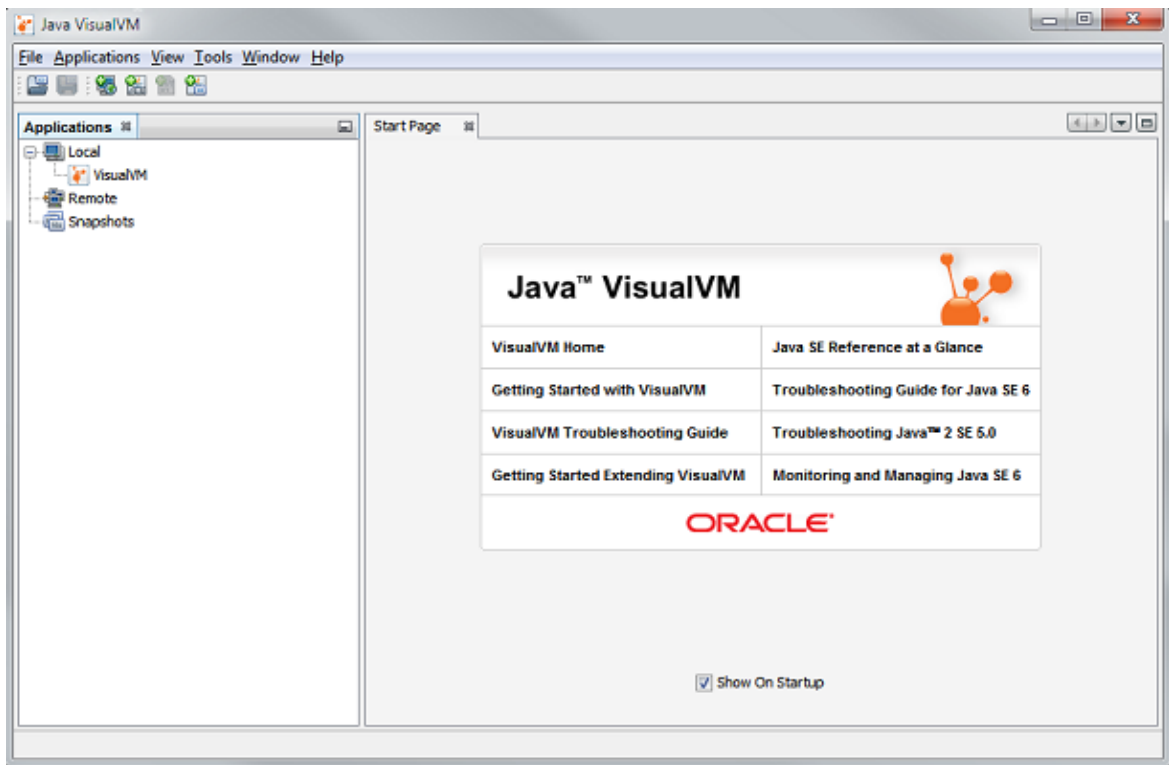 Java VisualVM
File Applications View Tools Window Help
Applications
Local
VisualVM
Remote
Snapshots
Start Page
Java™ VisualVM
VisualVM Home
Java SE Reference at a Glance
Getting Started with VisualVM
Troubleshooting Guide for Java SE 6
VisualVM Troubleshooting Guide
Troubleshooting Java™ 2 SE 5.0
Getting Started Extending VisualVM
Monitoring and Managing Java SE 6
ORACLE
Show On Startup